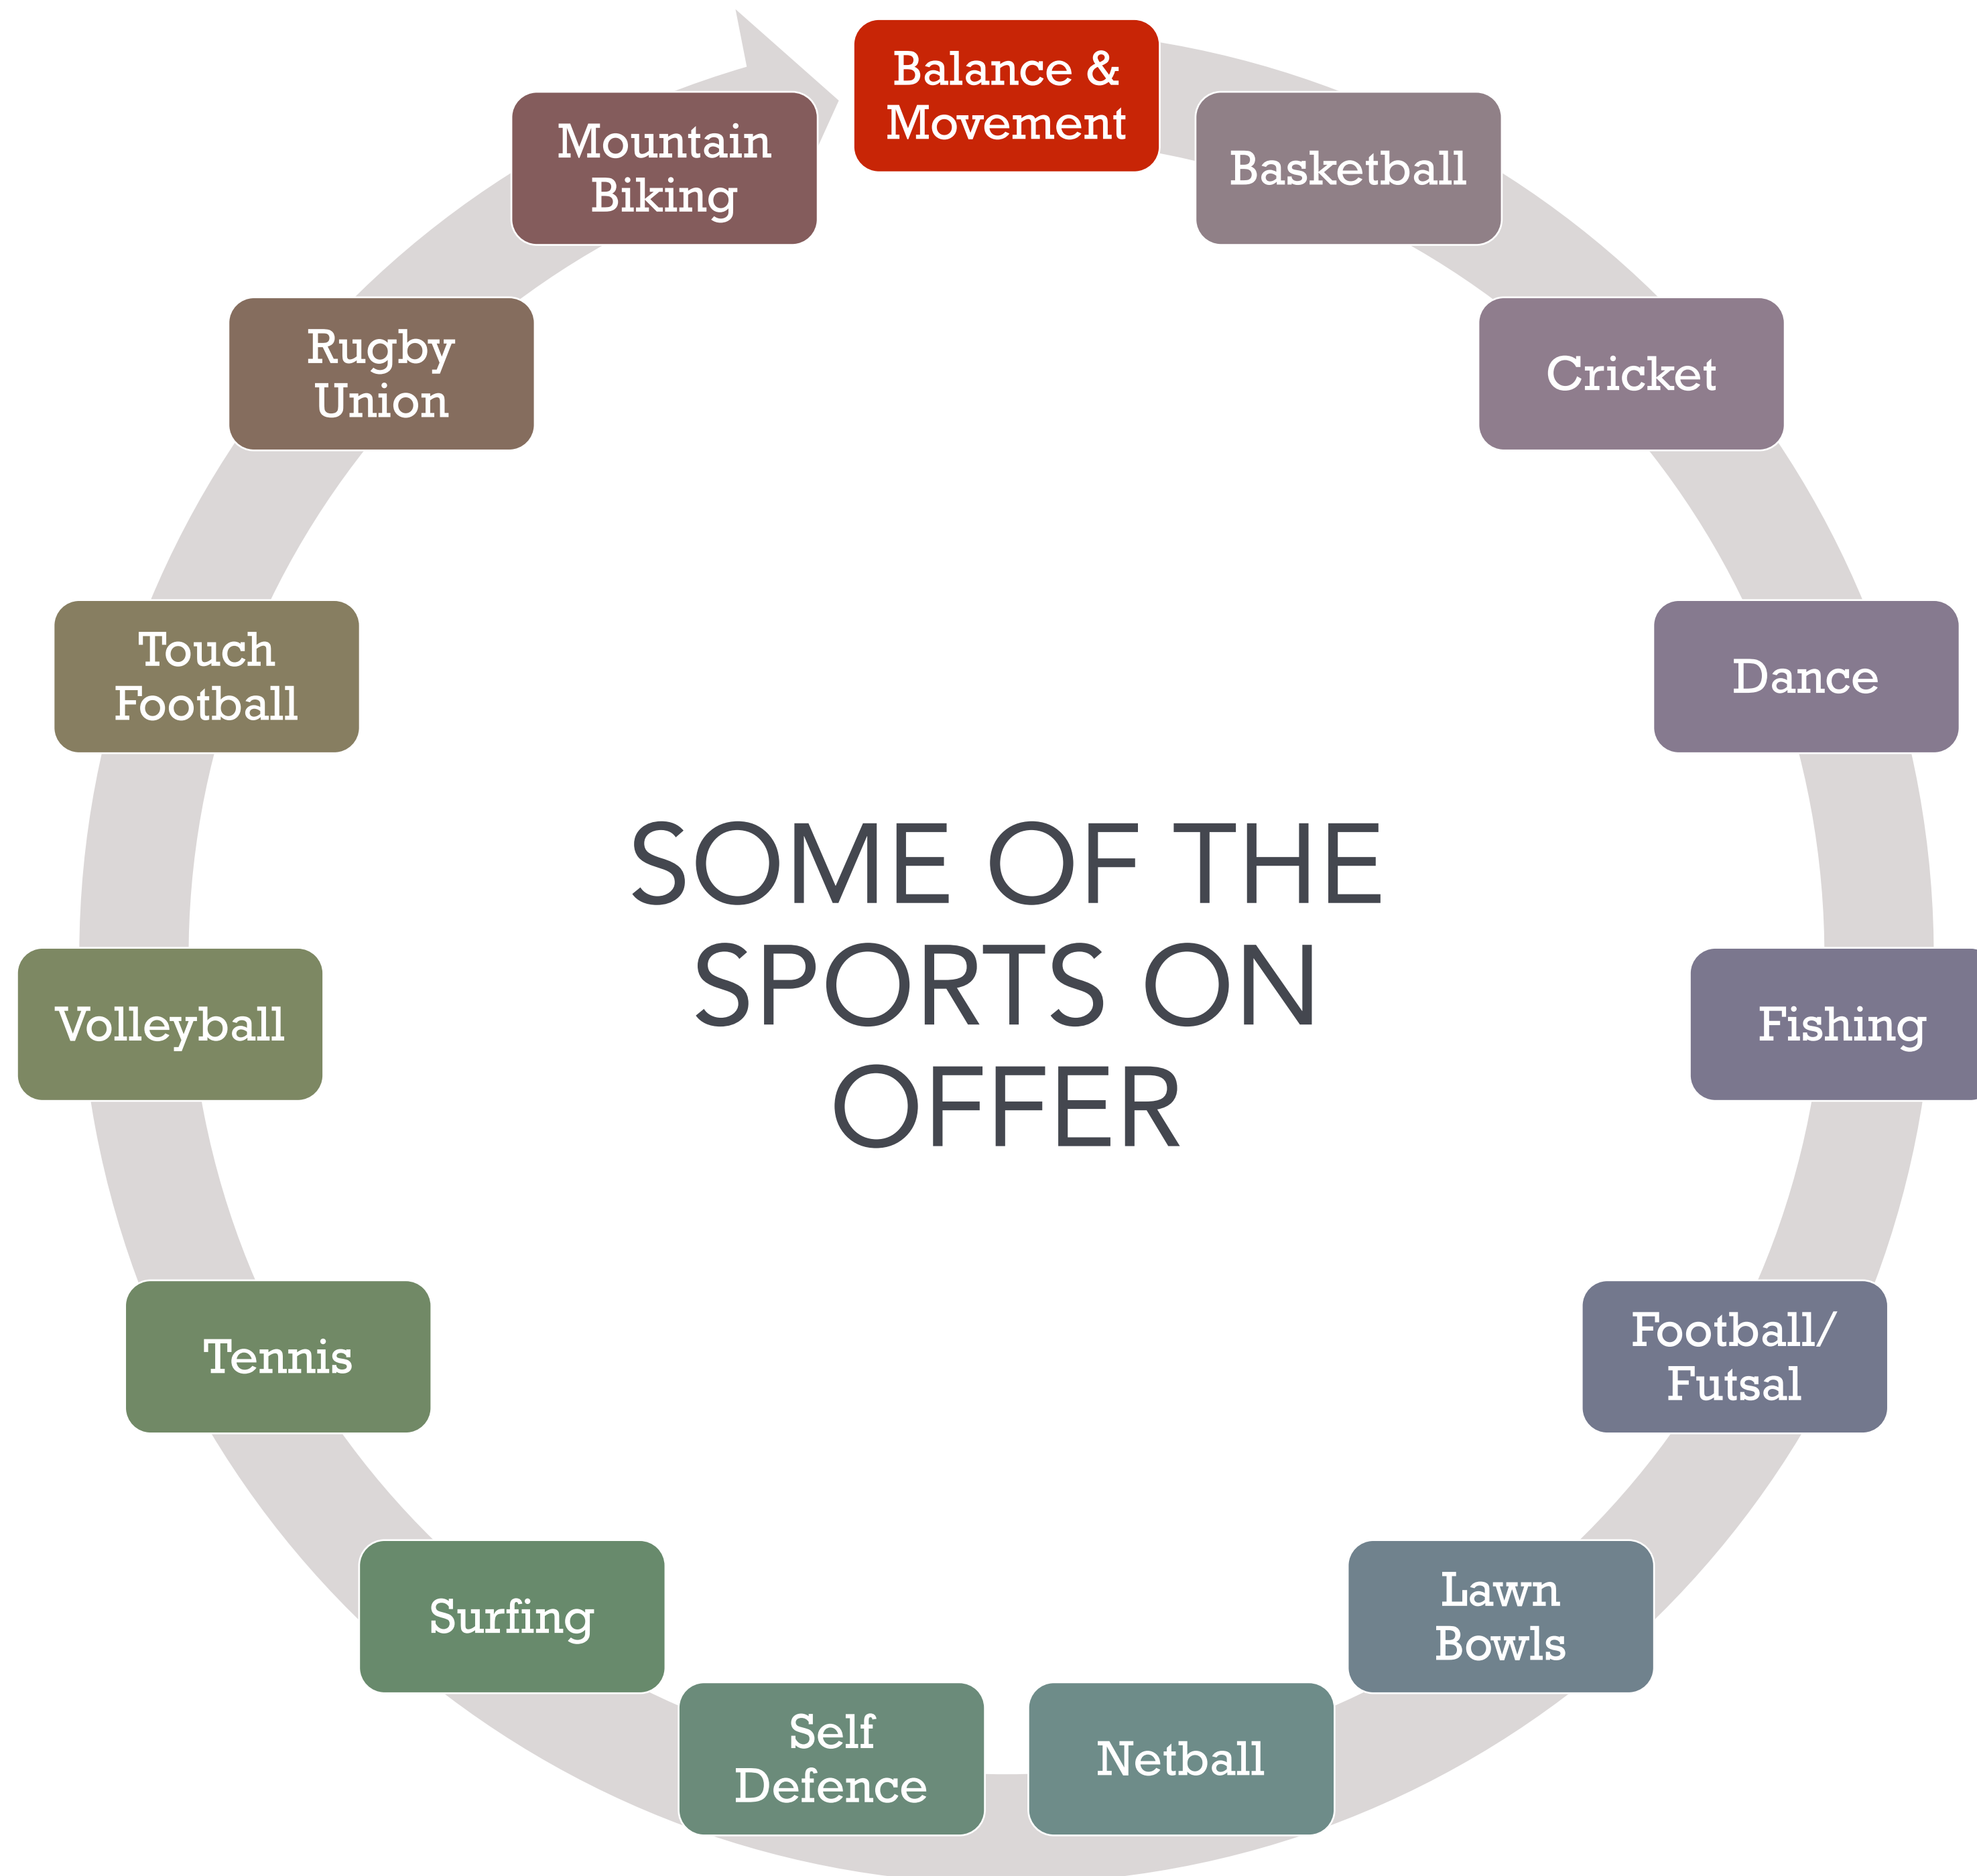 Balance &
Movement
Basketball
Cricket
Dance
Fishing
Football/
Futsal
Lawn
Bowls
Netball
Self
Defence
Surfing
Tennis
Volleyball
Touch
Football
Rugby
Union
Mountain
Biking
SOME OF THE
SPORTS ON
OFFER